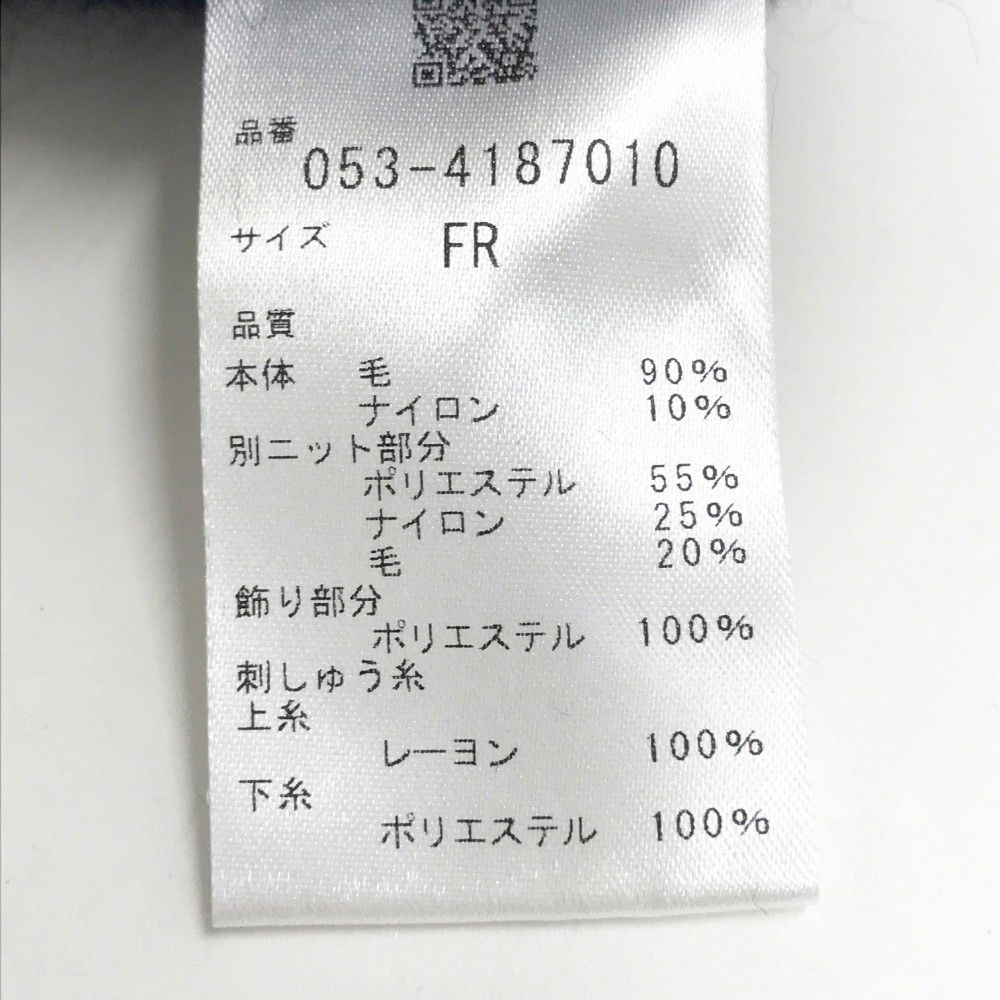 品番
053-4187010
サイズ FR
品質
本体 毛 90%
ナイロン 10%
別ニット部分
ポリエステル 55%
ナイロン 25%
毛 20%
飾り部分
ポリエステル 100%
刺しゅう糸
上糸
レーヨン 100%
下糸
ポリエステル 100%